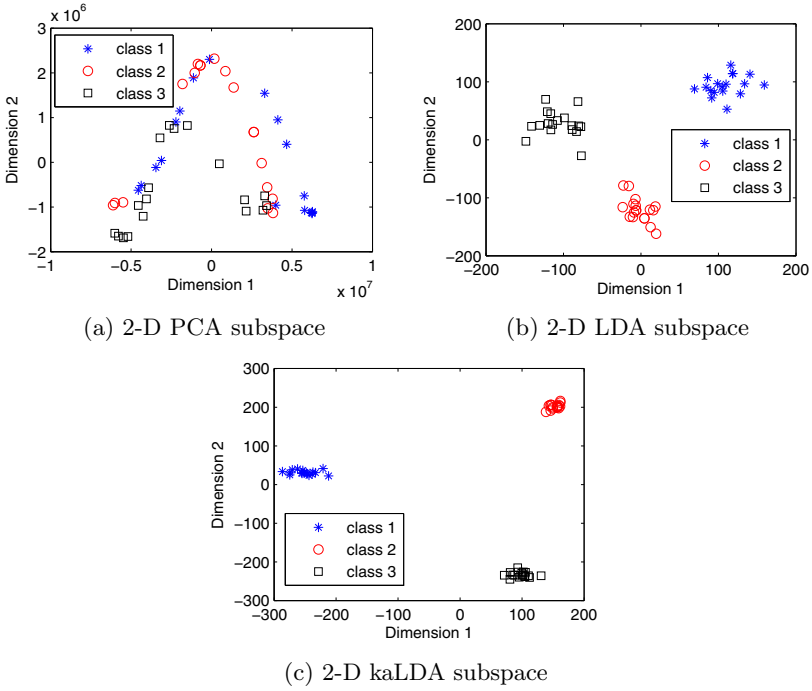 x 10^6
3
2
1
0
−1
−2
Dimension 2
class 1
class 2
class 3
−1
−0.5
0
0.5
1
Dimension 1
x 10^7
(a) 2-D PCA subspace
200
100
0
−100
−200
Dimension 2
class 1
class 2
class 3
−200
−100
0
100
200
Dimension 1
(b) 2-D LDA subspace
300
200
100
0
−100
−200
−300
Dimension 2
class 1
class 2
class 3
−300
−200
−100
0
100
200
Dimension 1
(c) 2-D kaLDA subspace